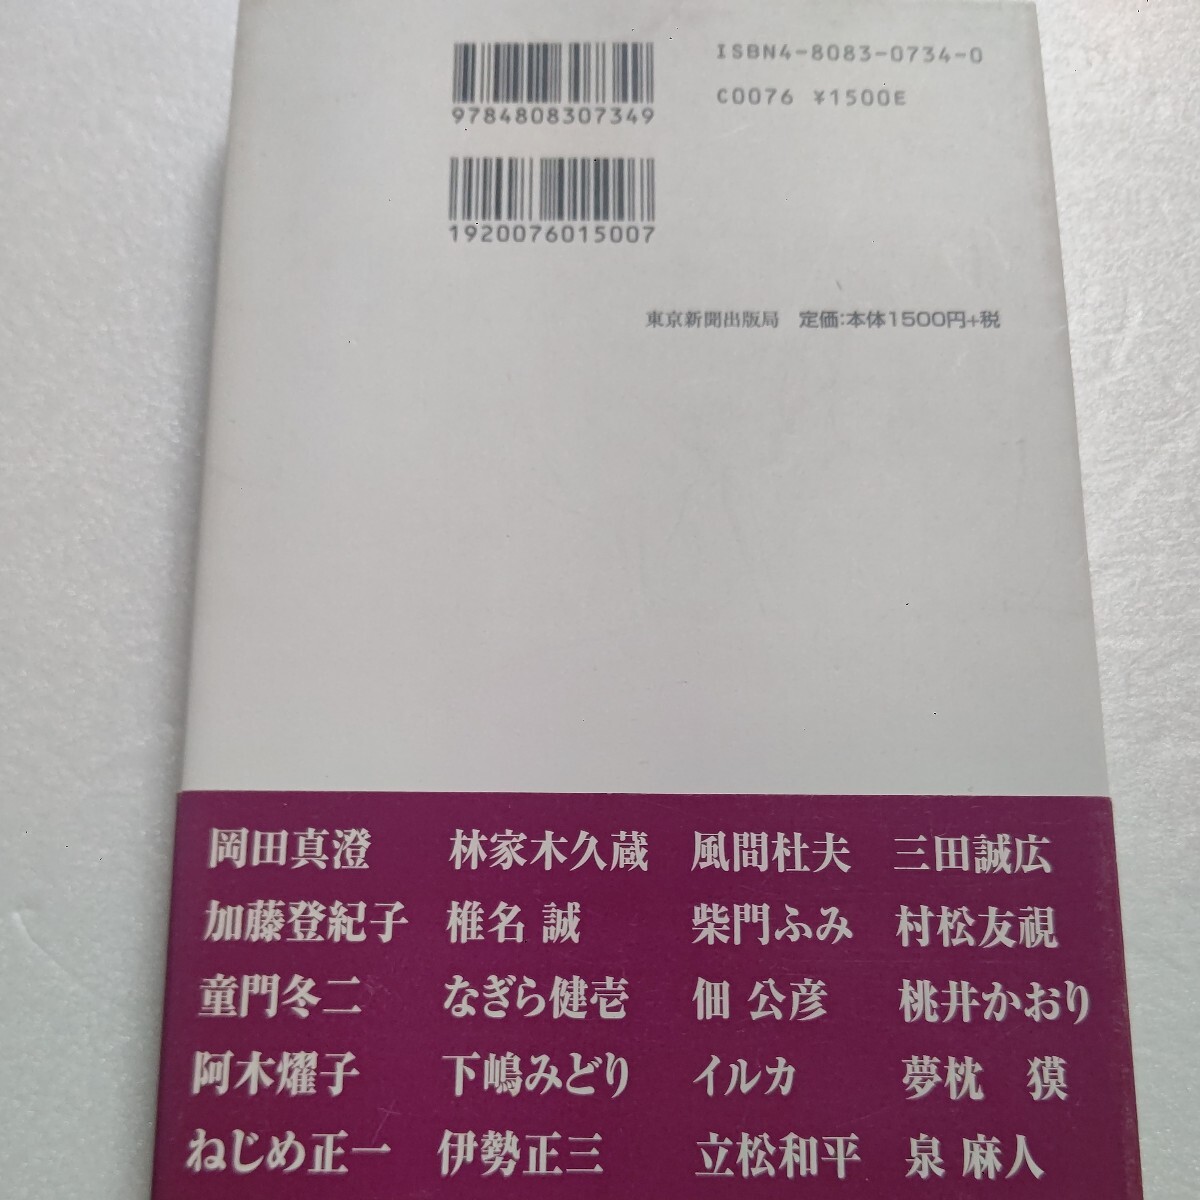 ISBN4-8083-0734-0
C0076 ¥1500E
9784808307349
1920076015007
東京新聞出版局 定価:本体1500円+税
岡田真澄 林家木久蔵 風間杜夫 三田誠広
加藤登紀子 椎名 誠 柴門ふみ 村松友視
童門冬二 なぎら健壱 佃 公彦 桃井かおり
阿木燿子 下嶋みどり イルカ 夢枕 獏
ねじめ正一 伊勢正三 立松和平 泉 麻人